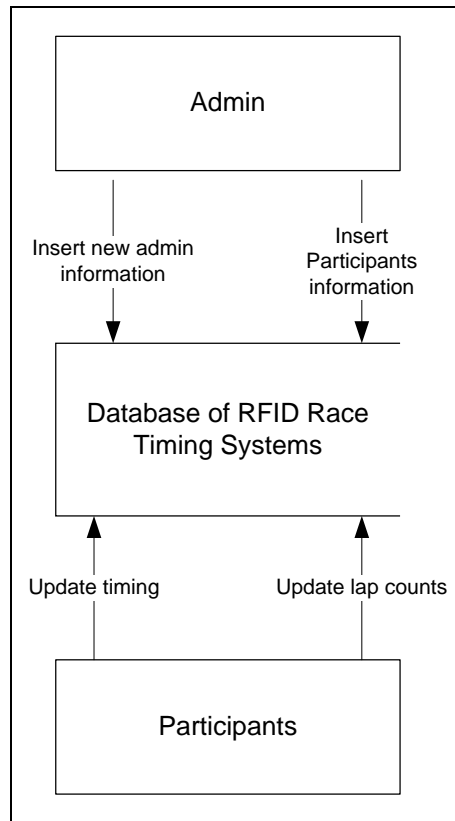 Admin
Insert new admin
information
Insert
Participants
information
Database of RFID Race
Timing Systems
Update timing
Update lap counts
Participants